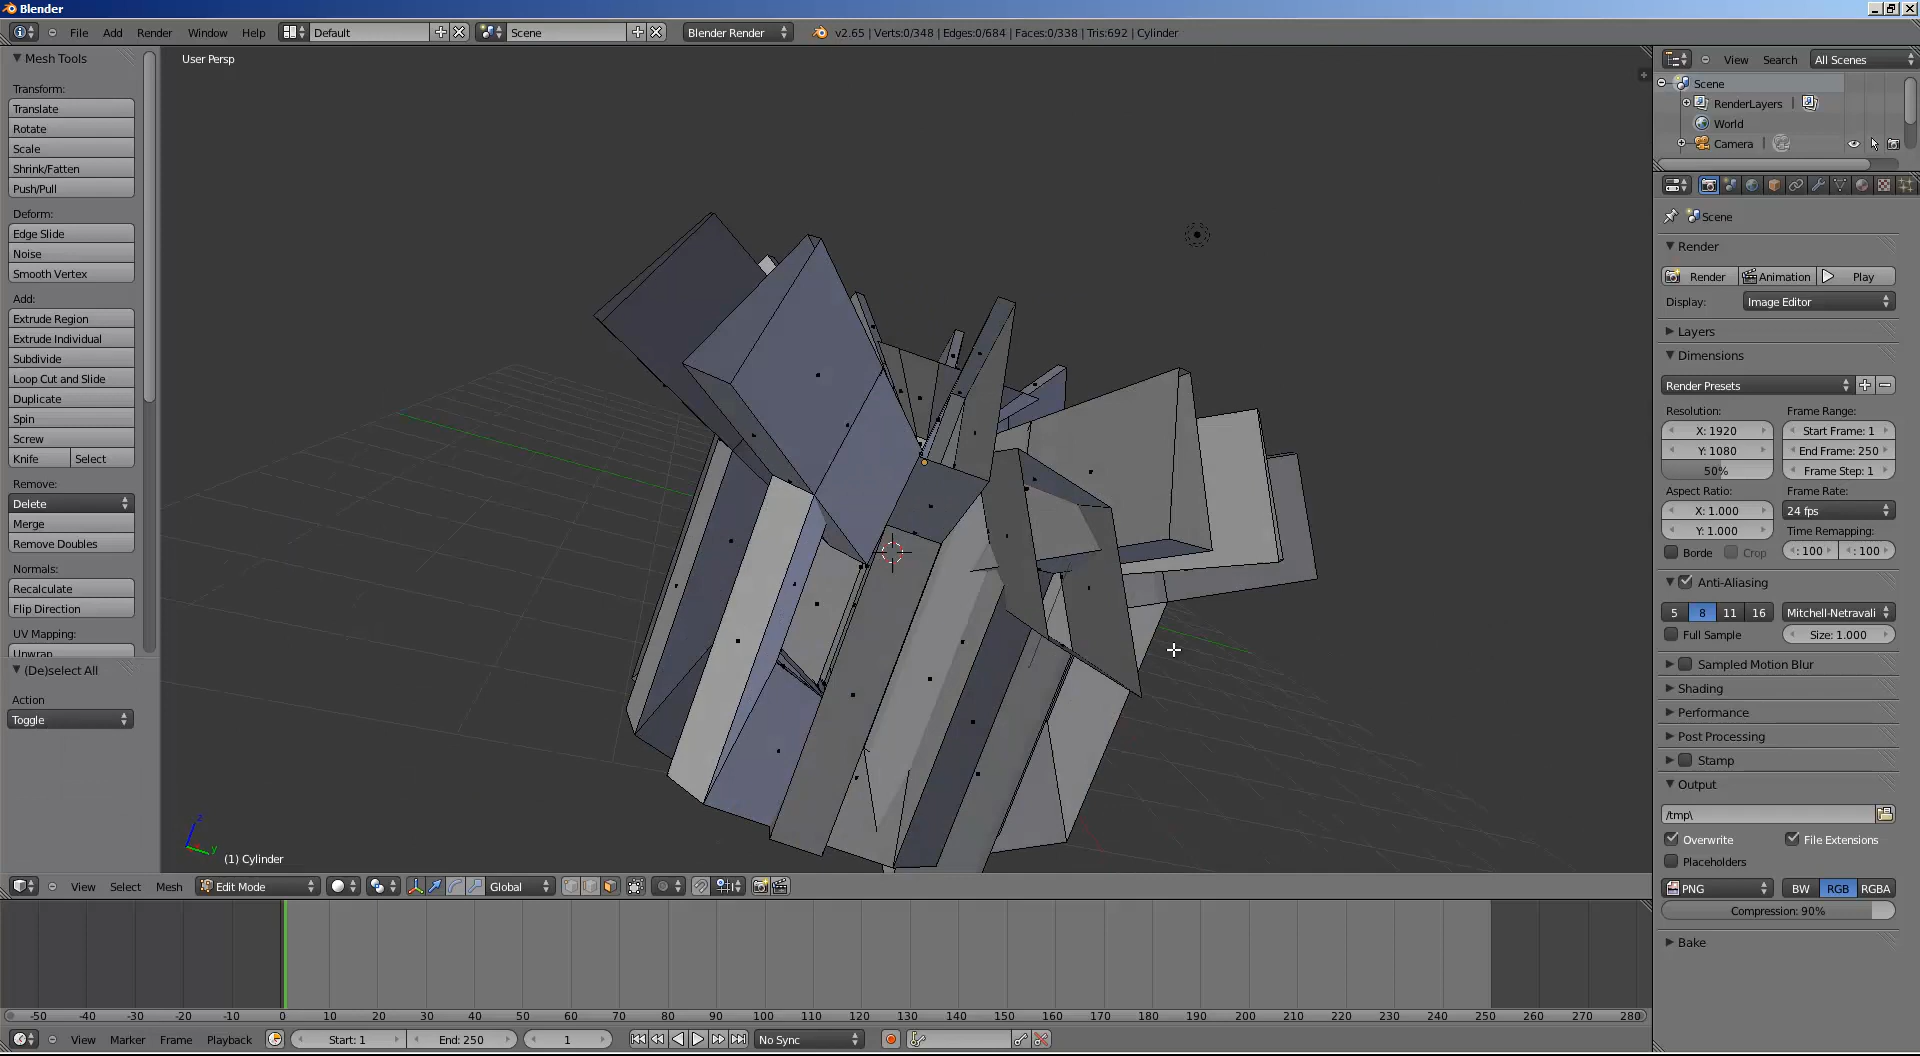 Blender
File Add Render Window Help Default Scene Blender Render v2.65 | Verts:0/348 | Edges:0/684 | Faces:0/338 | Tris:692 | Cylinder
Mesh Tools
Transform:
Translate
Rotate
Scale
Shrink/Fatten
Push/Pull
Deform:
Edge Slide
Noise
Smooth Vertex
Add:
Extrude Region
Extrude Individual
Subdivide
Loop Cut and Slide
Duplicate
Spin
Screw
Knife Select
Remove:
Delete
Merge
Remove Doubles
Normals:
Recalculate
Flip Direction
UV Mapping:
Unwrap
(De)select All
Action
Toggle
User Persp
z
y
(1) Cylinder
View Select Mesh Edit Mode Global
View Search All Scenes
Scene
RenderLayers |
World
Camera |
Scene
Render
Render Animation Play
Display: Image Editor
Layers
Dimensions
Render Presets
Resolution: Frame Range:
X: 1920 Start Frame: 1
Y: 1080 End Frame: 250
50% Frame Step: 1
Aspect Ratio: Frame Rate:
X: 1.000 24 fps
Y: 1.000 Time Remapping:
Borde Crop : 100 : 100
Anti-Aliasing
5 8 11 16 Mitchell-Netravali
Full Sample Size: 1.000
Sampled Motion Blur
Shading
Performance
Post Processing
Stamp
Output
/tmp\
Overwrite File Extensions
Placeholders
PNG BW RGB RGBA
Compression: 90%
Bake
-50 -40 -30 -20 -10 0 10 20 30 40 50 60 70 80 90 100 110 120 130 140 150 160 170 180 190 200 210 220 230 240 250 260 270 280
View Marker Frame Playback Start: 1 End: 250 1 No Sync